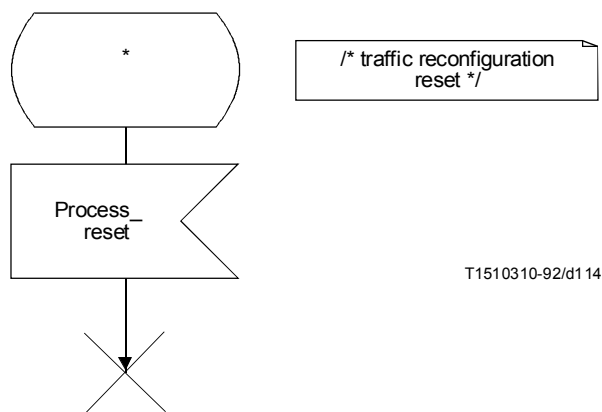 *
/* traffic reconfiguration
reset */
Process_
reset
T1510310-92/d114